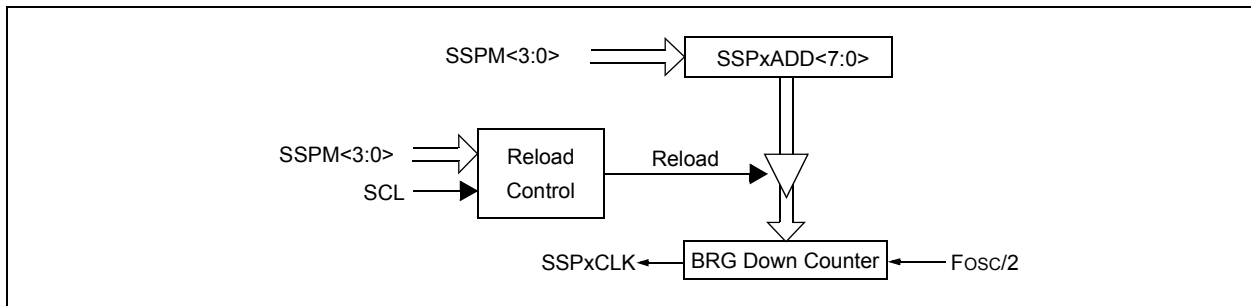 SSPM<3:0>
SSPxADD<7:0>
SSPM<3:0>
SCL
Reload
Control
Reload
SSPxCLK
BRG Down Counter
FOSC/2